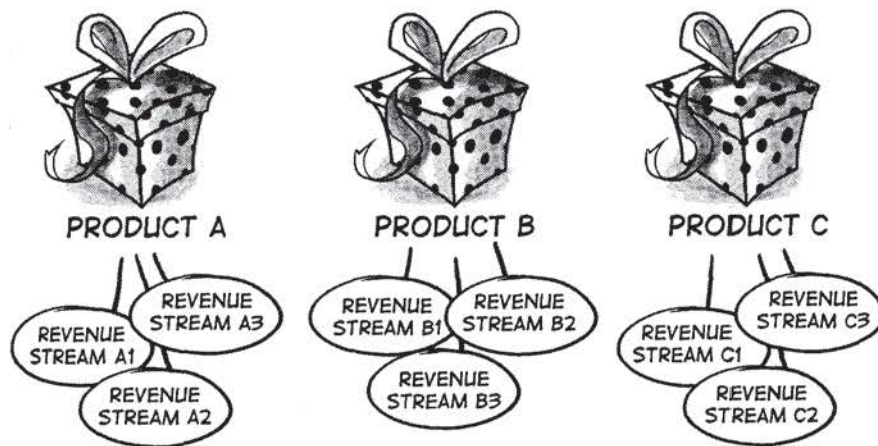 PRODUCT A
PRODUCT B
PRODUCT C
REVENUE
STREAM A1
REVENUE
STREAM A3
REVENUE
STREAM A2
REVENUE
STREAM B1
REVENUE
STREAM B2
REVENUE
STREAM B3
REVENUE
STREAM C1
REVENUE
STREAM C3
REVENUE
STREAM C2